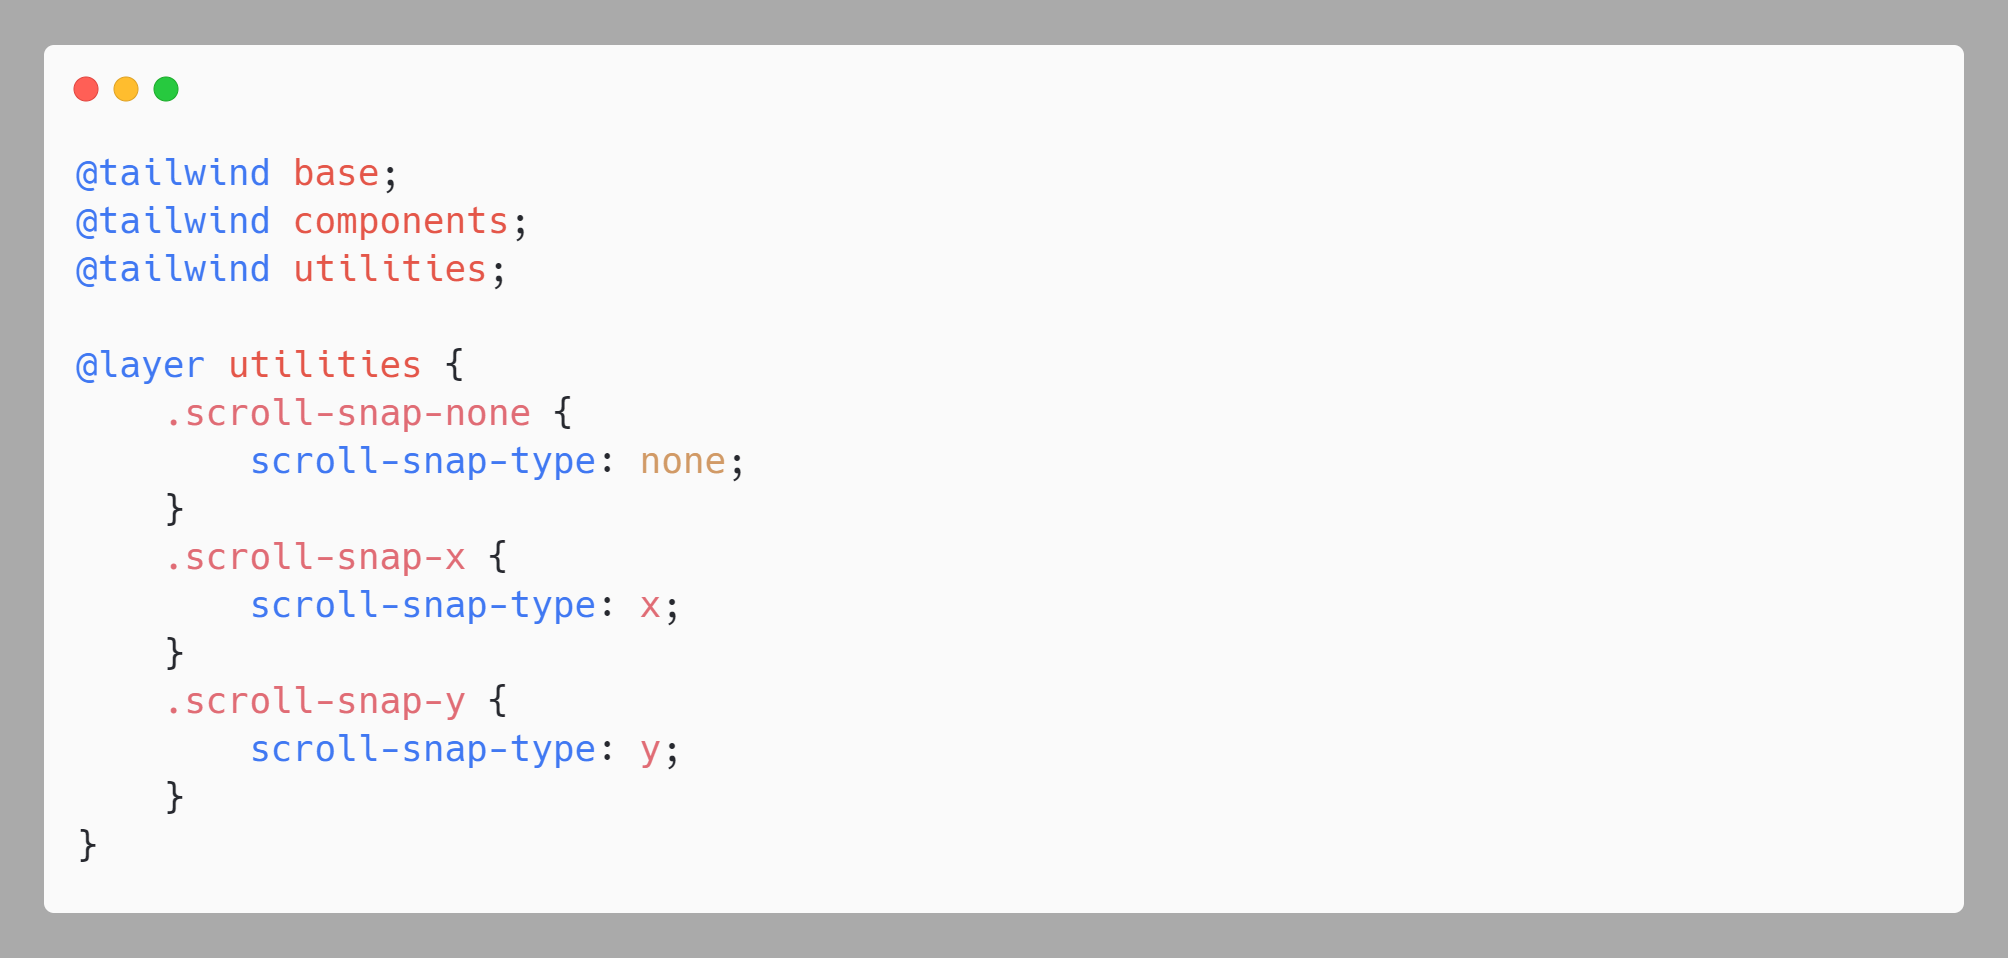 @tailwind base;
@tailwind components;
@tailwind utilities;

@layer utilities {
    .scroll-snap-none {
        scroll-snap-type: none;
    }
    .scroll-snap-x {
        scroll-snap-type: x;
    }
    .scroll-snap-y {
        scroll-snap-type: y;
    }
}